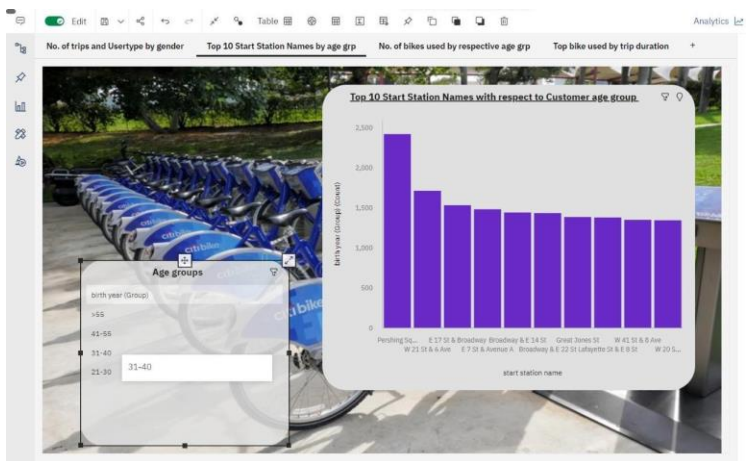 Edit
Table
Analytics
No. of trips and Usertype by gender
Top 10 Start Station Names by age grp
No. of bikes used by respective age grp
Top bike used by trip duration
+
Top 10 Start Station Names with respect to Customer age group
2,500
2,000
1,500
1,000
500
0
birth year (Group) (Count)
Pershing Sq... E 17 St & Broadway Broadway & E 14 St Great Jones St W 41 St & 8 Ave
W 21 St & 6 Ave E 7 St & Avenue A Broadway & E 22 St Lafayette St & E 8 St W 20 S...
start station name
citibike
citibike
citibike
Age groups
birth year (Group)
>55
41-55
31-40
21-30
31-40